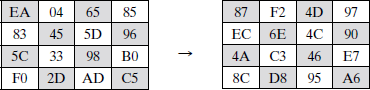 EA 04 65 85 87 F2 4D 97
83 45 5D 96 EC 6E 4C 90
5C 33 98 B0 → 4A C3 46 E7
F0 2D AD C5 8C D8 95 A6